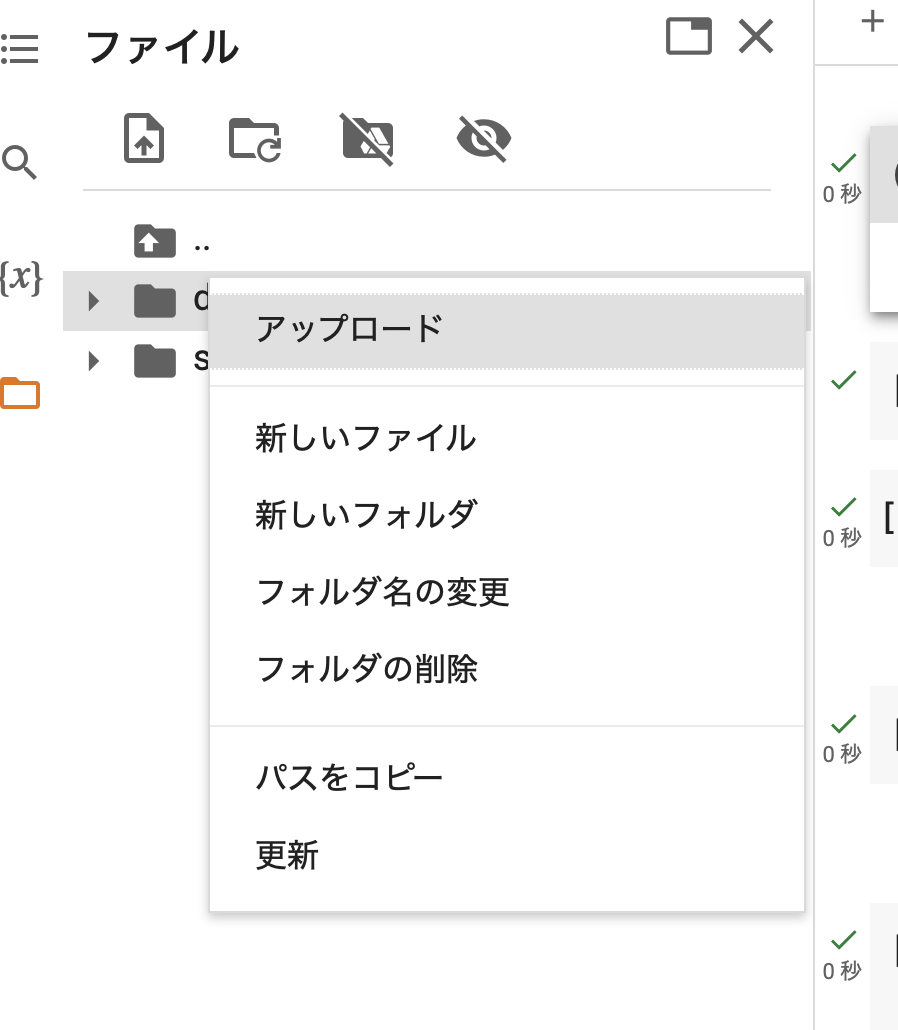 ファイル
{x}
..
d
s
アップロード
新しいファイル
新しいフォルダ
フォルダ名の変更
フォルダの削除
パスをコピー
更新
+
0 秒
0 秒
[
0 秒
0 秒